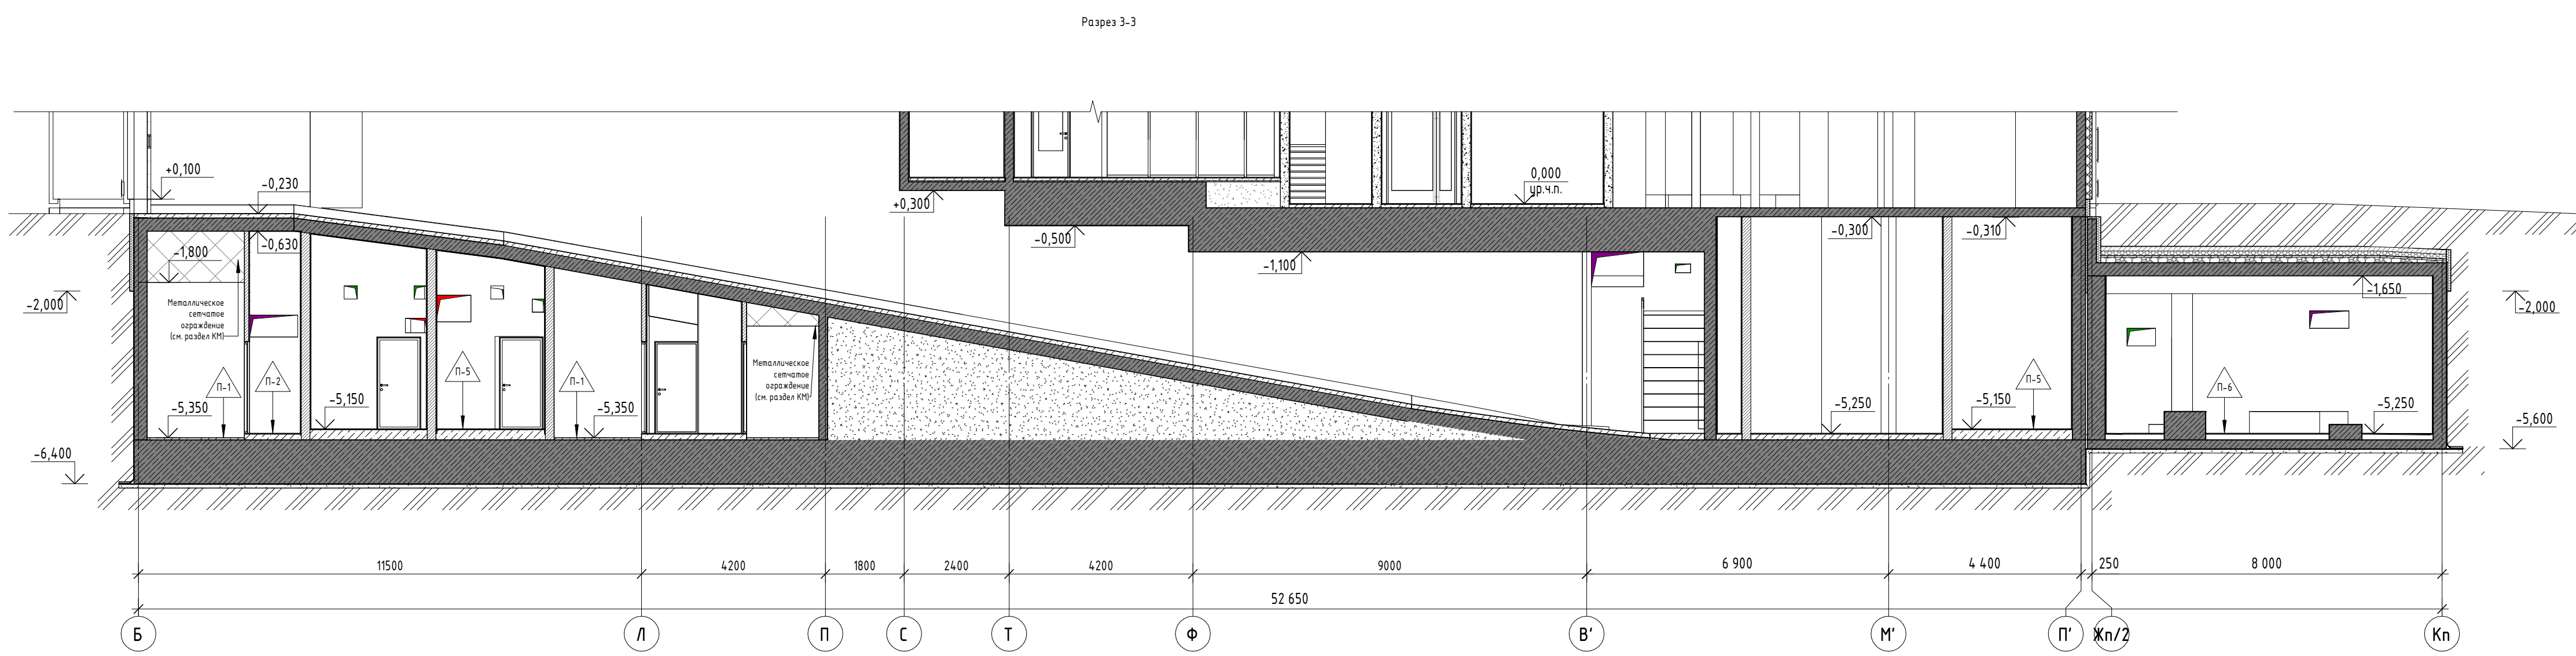 Разрез 3-3
+0,100
-0,230
+0,300
0,000
ур.ч.п.
-0,630
-1,800
-0,500
-1,100
-0,300
-0,310
-2,000
-1,650
-2,000
Металлическое
сетчатое
ограждение
(см. раздел КМ)
Металлическое
сетчатое
ограждение
(см. раздел КМ)
П-1
П-2
П-5
П-1
П-5
П-6
-5,350
-5,150
-5,350
-5,250
-5,150
-5,250
-5,600
-6,400
11500
4200
1800
2400
4200
9000
6 900
4 400
250
8 000
52 650
Б
Л
П
С
Т
Ф
В'
М'
П'
Жп/2
Кп